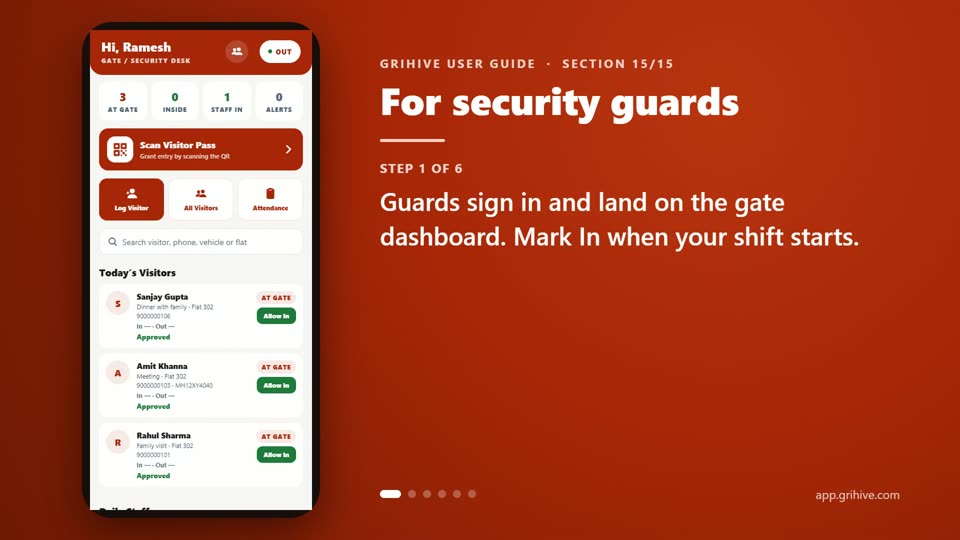 Hi, Ramesh
GATE / SECURITY DESK
OUT
3
AT GATE
0
INSIDE
1
STAFF IN
0
ALERTS
Scan Visitor Pass
Grant entry by scanning the QR
Log Visitor
All Visitors
Attendance
Search visitor, phone, vehicle or flat
Today's Visitors
S
Sanjay Gupta
Dinner with family · Flat 302
9000000106
In — · Out —
Approved
AT GATE
Allow In
A
Amit Khanna
Meeting · Flat 302
9000000103 · MH12XY4040
In — · Out —
Approved
AT GATE
Allow In
R
Rahul Sharma
Family visit · Flat 302
9000000101
In — · Out —
Approved
AT GATE
Allow In
GRIHIVE USER GUIDE · SECTION 15/15
For security guards
STEP 1 OF 6
Guards sign in and land on the gate
dashboard. Mark In when your shift starts.
app.grihive.com